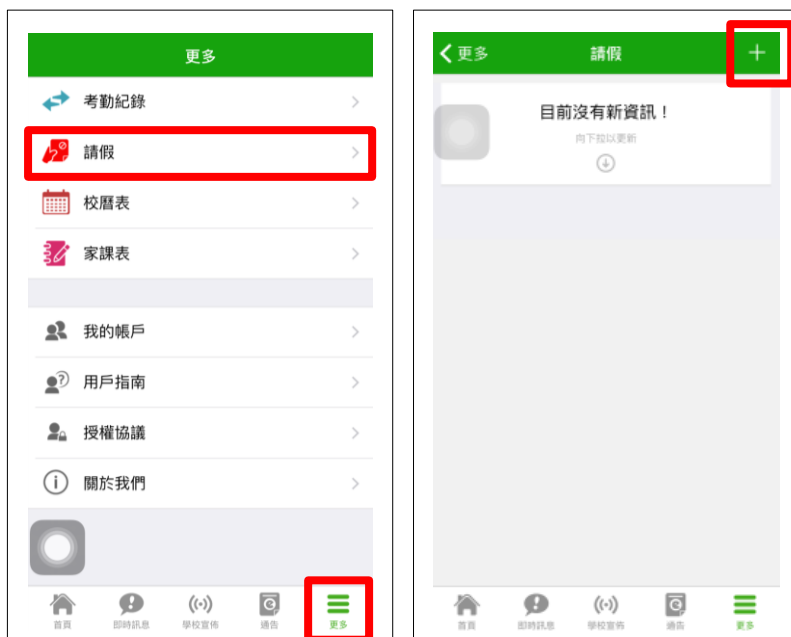 更多
考勤紀錄
請假
校曆表
家課表
我的帳戶
用戶指南
授權協議
關於我們
首頁
即時訊息
學校宣佈
通告
更多
更多
請假
目前沒有新資訊！
向下拉以更新
首頁
即時訊息
學校宣佈
通告
更多